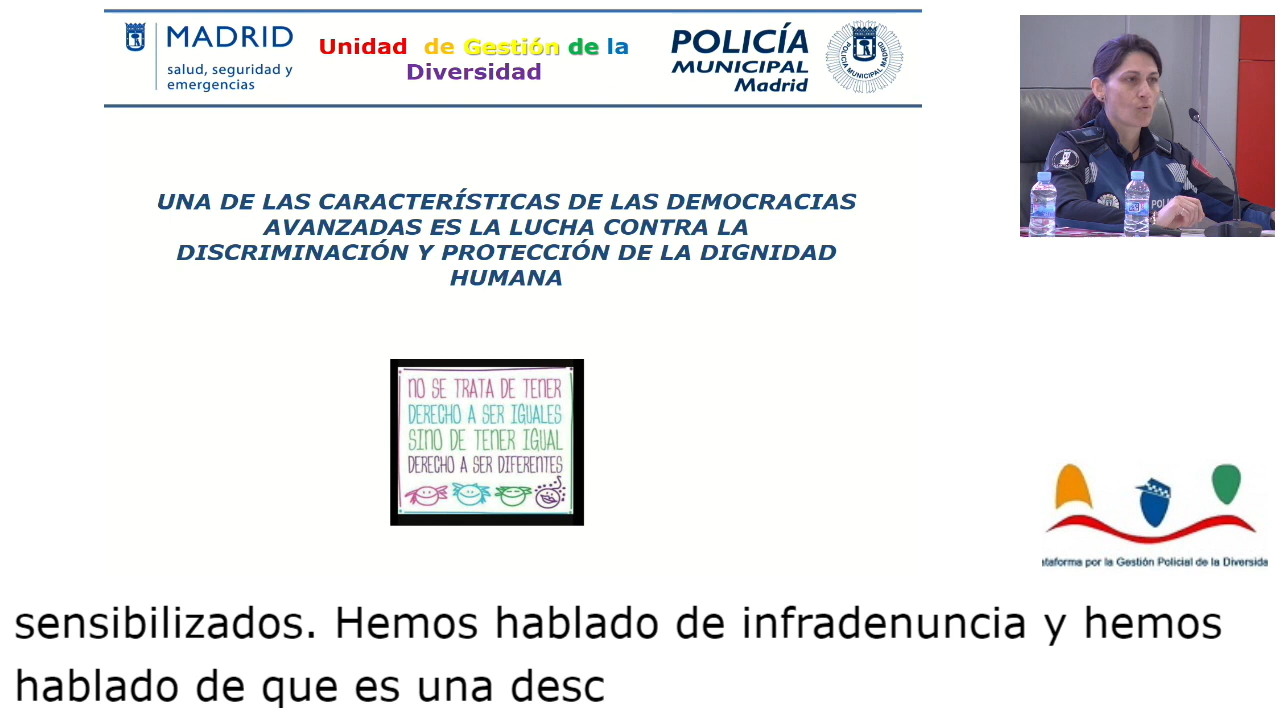 MADRID
salud, seguridad y
emergencias
Unidad de Gestión de la
Diversidad
POLICÍA
MUNICIPAL
Madrid
POLICÍA MUNICIPAL MADRID
UNA DE LAS CARACTERÍSTICAS DE LAS DEMOCRACIAS
AVANZADAS ES LA LUCHA CONTRA LA
DISCRIMINACIÓN Y PROTECCIÓN DE LA DIGNIDAD
HUMANA
NO SE TRATA DE TENER
DERECHO A SER IGUALES
SINO DE TENER IGUAL
DERECHO A SER DIFERENTES
ataforma por la Gestión Policial de la Diversida
sensibilizados. Hemos hablado de infradenuncia y hemos
hablado de que es una desc